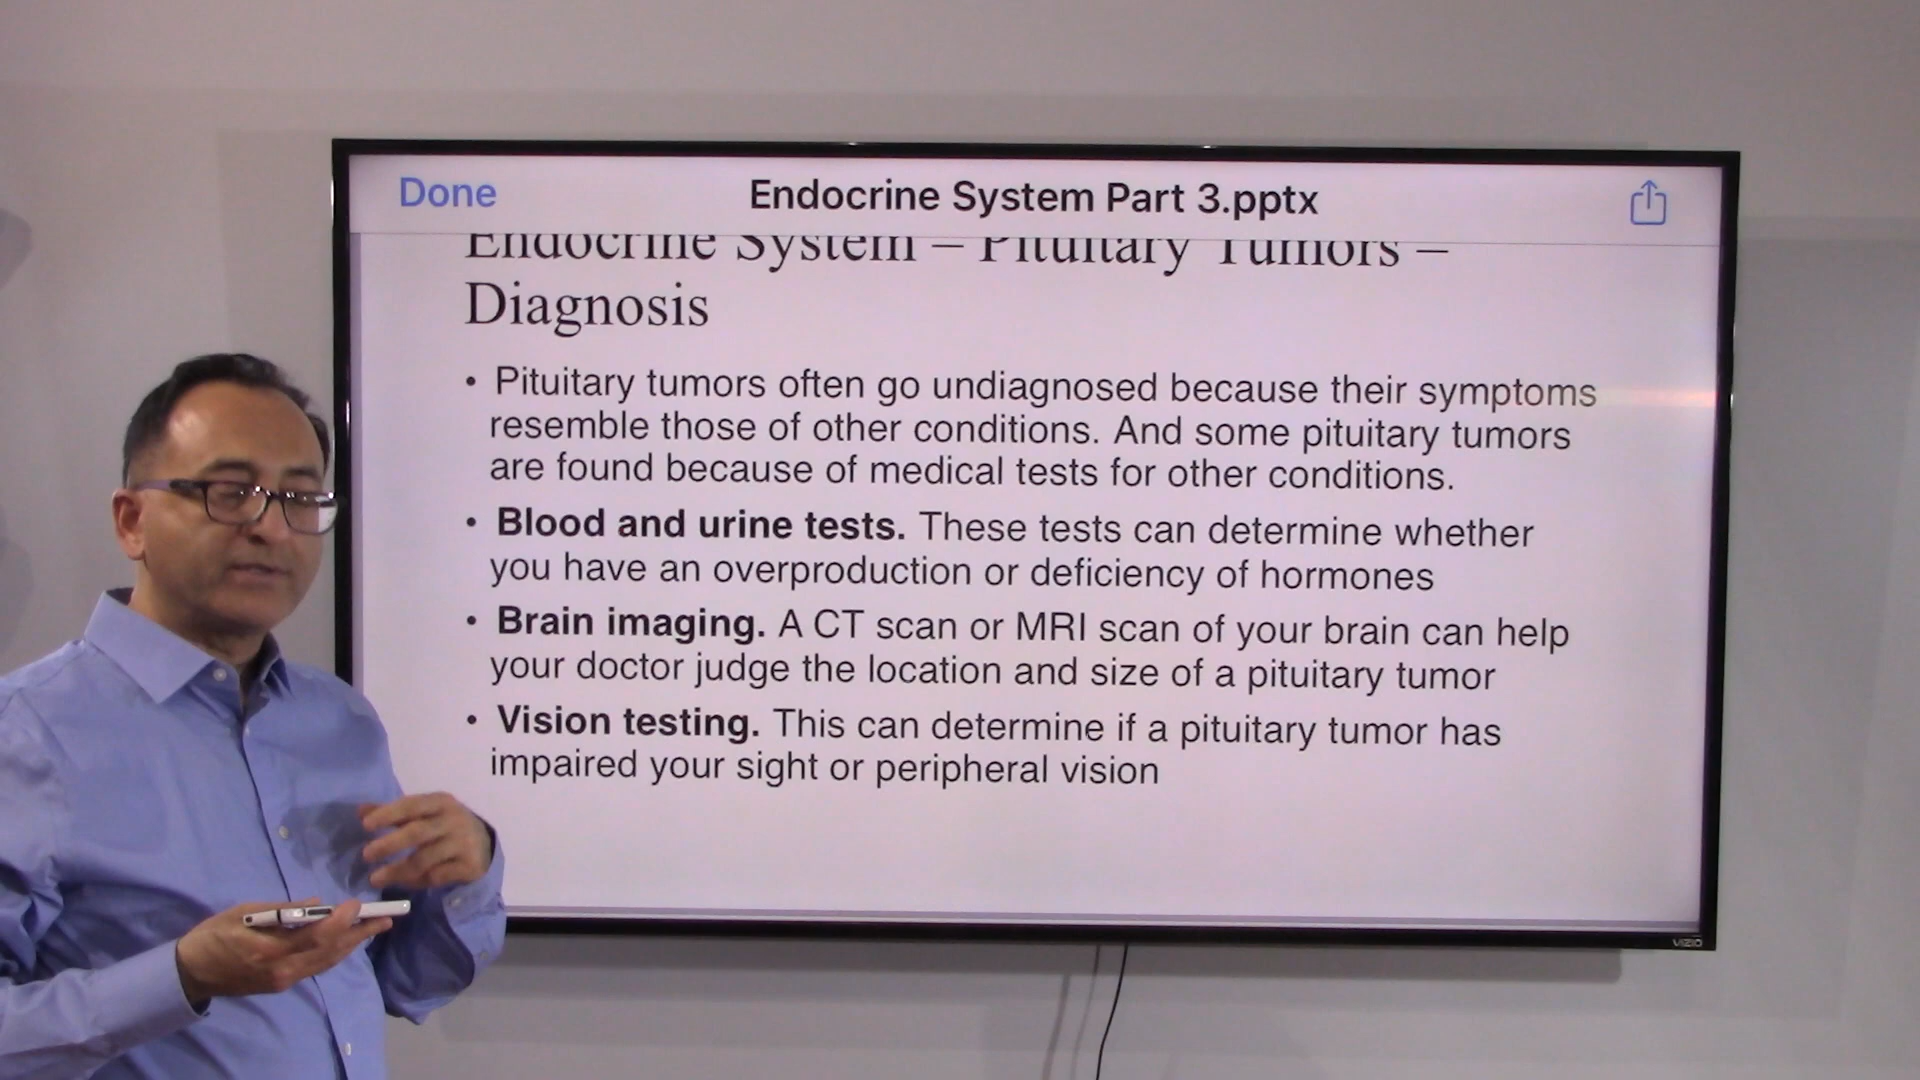 Done
Endocrine System Part 3.pptx
Endocrine System – Pituitary Tumors –
Diagnosis
• Pituitary tumors often go undiagnosed because their symptoms
resemble those of other conditions. And some pituitary tumors
are found because of medical tests for other conditions.
• Blood and urine tests. These tests can determine whether
you have an overproduction or deficiency of hormones
• Brain imaging. A CT scan or MRI scan of your brain can help
your doctor judge the location and size of a pituitary tumor
• Vision testing. This can determine if a pituitary tumor has
impaired your sight or peripheral vision
VIZIO